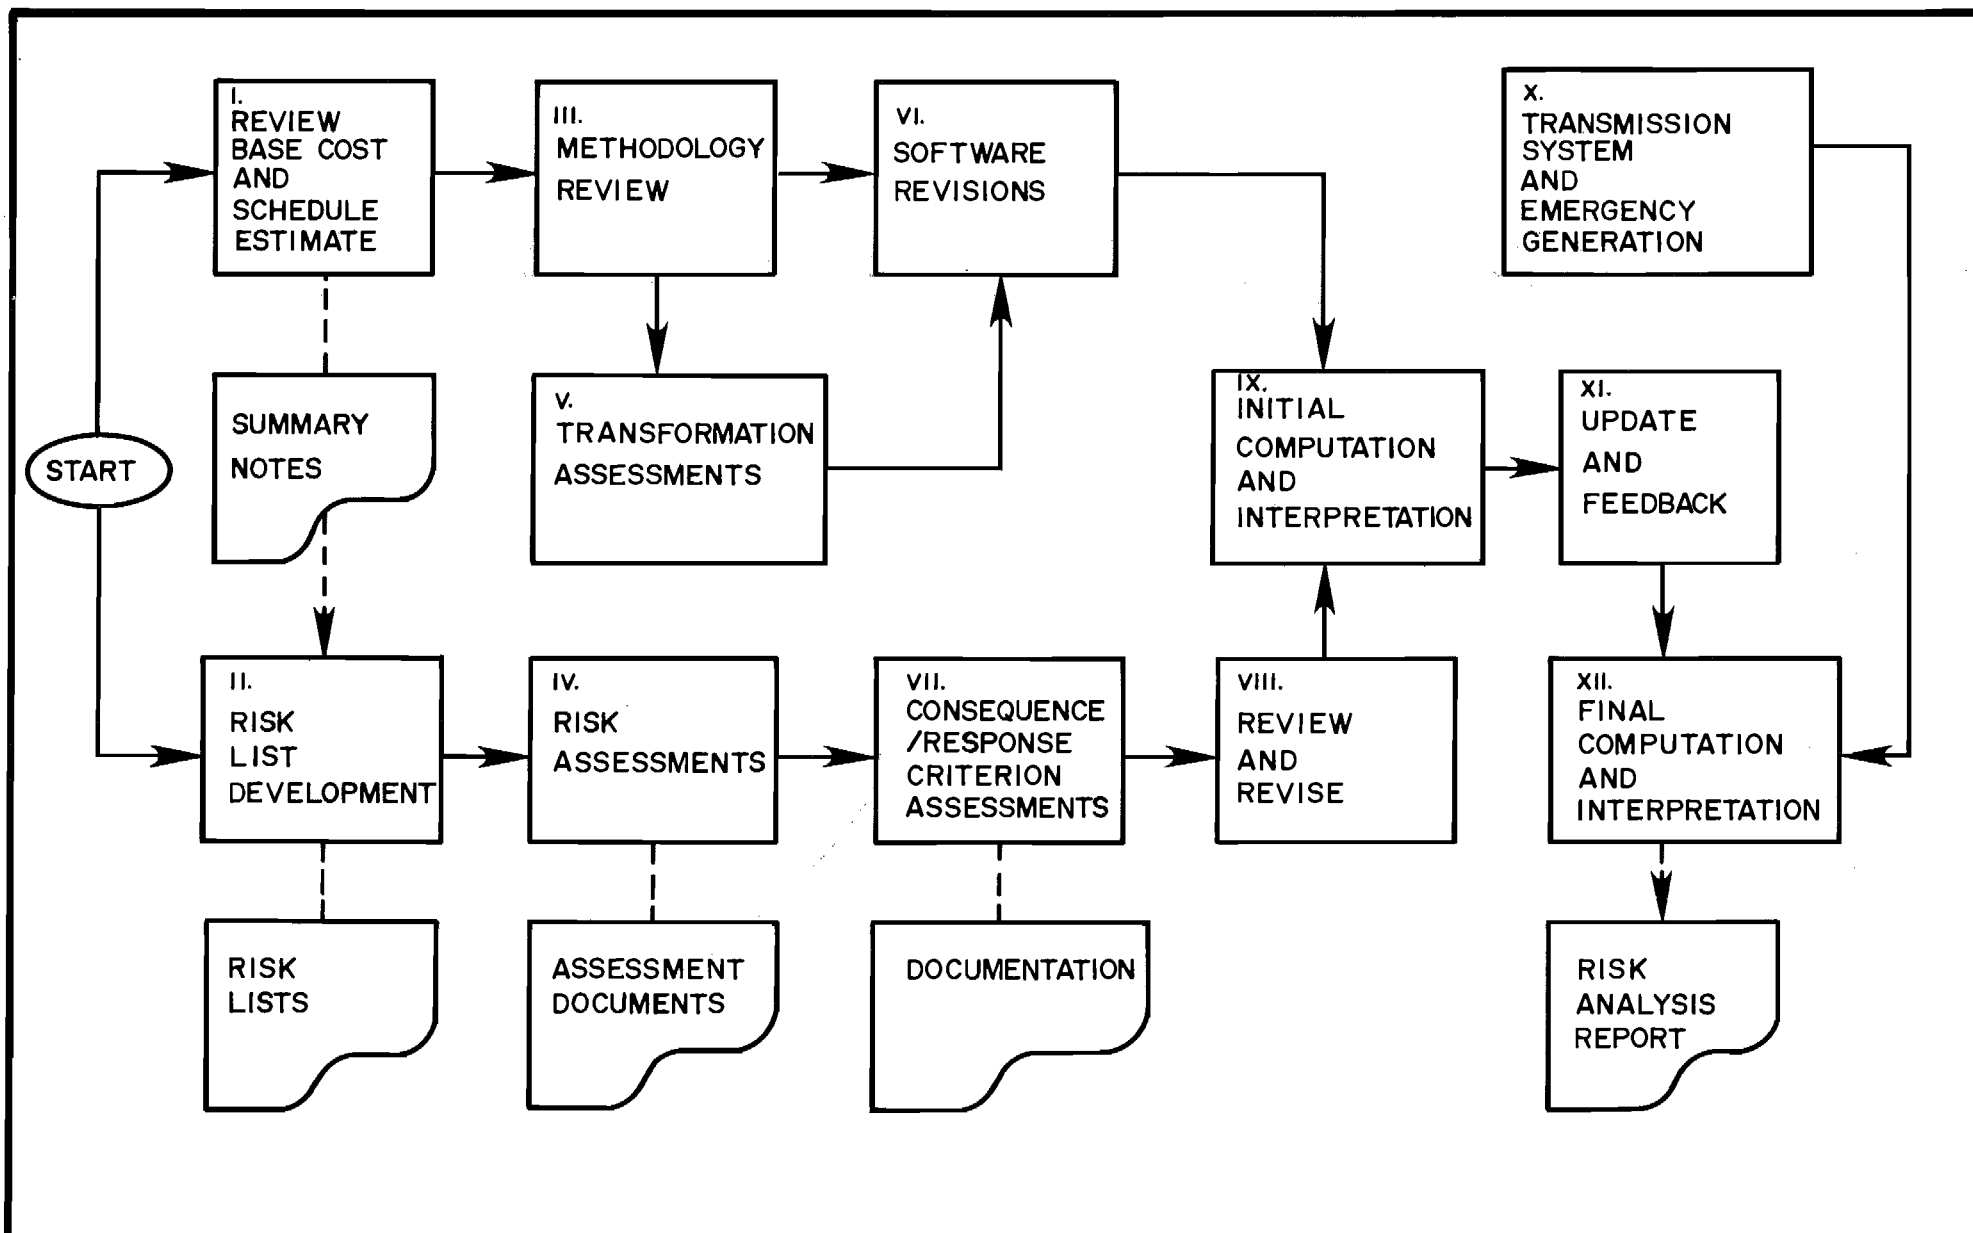 I.
REVIEW
BASE COST
AND
SCHEDULE
ESTIMATE
III.
METHODOLOGY
REVIEW
VI.
SOFTWARE
REVISIONS
X.
TRANSMISSION
SYSTEM
AND
EMERGENCY
GENERATION
START
SUMMARY
NOTES
V.
TRANSFORMATION
ASSESSMENTS
IX.
INITIAL
COMPUTATION
AND
INTERPRETATION
XI.
UPDATE
AND
FEEDBACK
II.
RISK
LIST
DEVELOPMENT
IV.
RISK
ASSESSMENTS
VII.
CONSEQUENCE
/RESPONSE
CRITERION
ASSESSMENTS
VIII.
REVIEW
AND
REVISE
XII.
FINAL
COMPUTATION
AND
INTERPRETATION
RISK
LISTS
ASSESSMENT
DOCUMENTS
DOCUMENTATION
RISK
ANALYSIS
REPORT